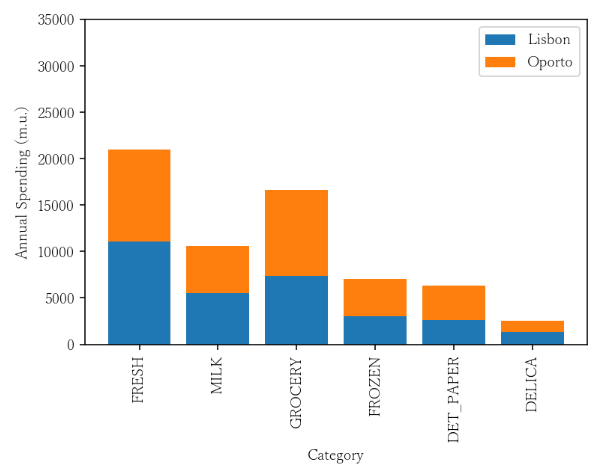 35000
30000
25000
20000
15000
10000
5000
0
Annual Spending (m.u.)
Lisbon
Oporto
FRESH
MILK
GROCERY
FROZEN
DET_PAPER
DELICA
Category